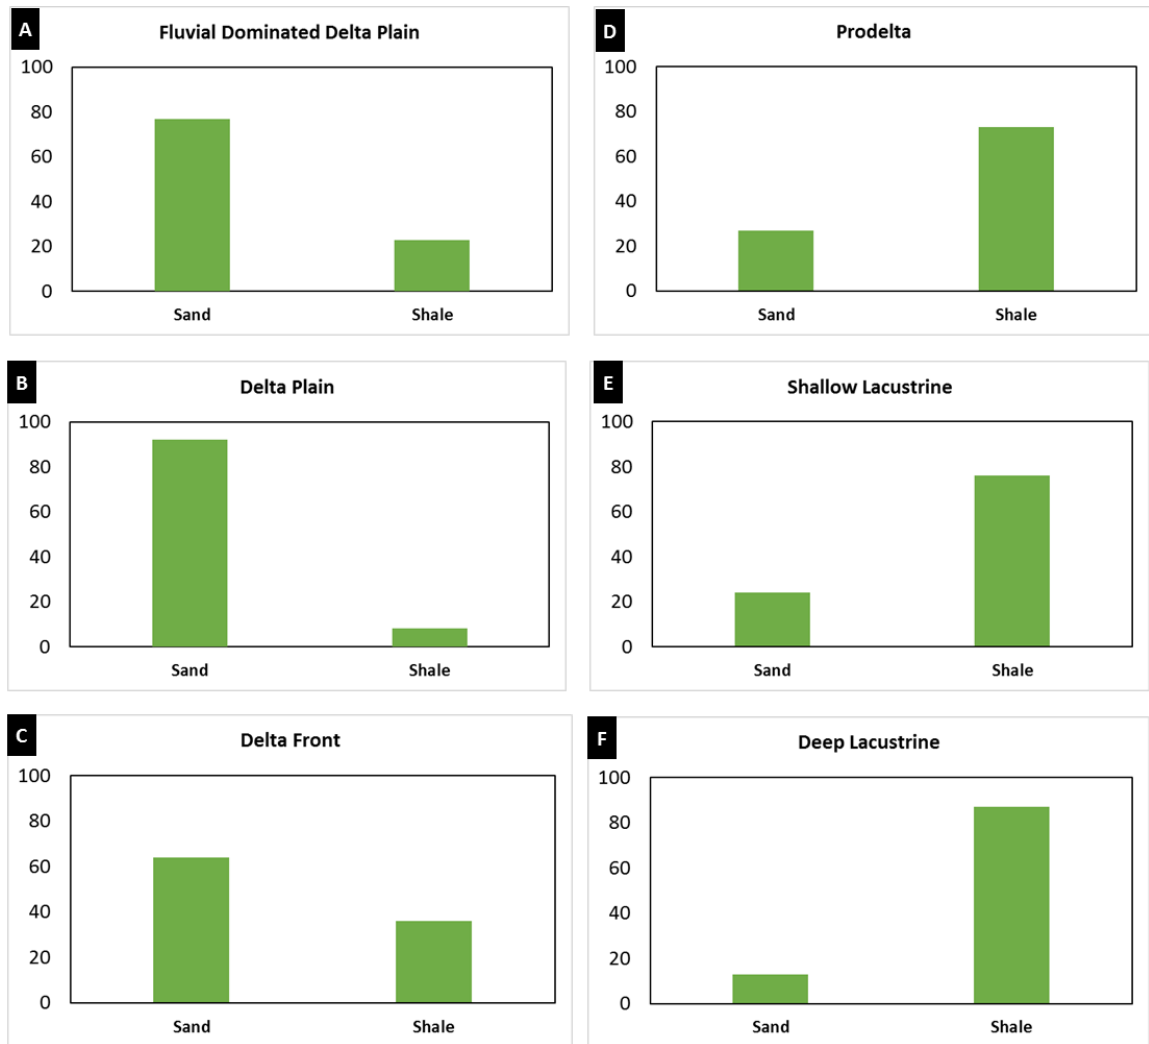 A
Fluvial Dominated Delta Plain
100
80
60
40
20
0
Sand Shale
B
Delta Plain
100
80
60
40
20
0
Sand Shale
C
Delta Front
100
80
60
40
20
0
Sand Shale
D
Prodelta
100
80
60
40
20
0
Sand Shale
E
Shallow Lacustrine
100
80
60
40
20
0
Sand Shale
F
Deep Lacustrine
100
80
60
40
20
0
Sand Shale